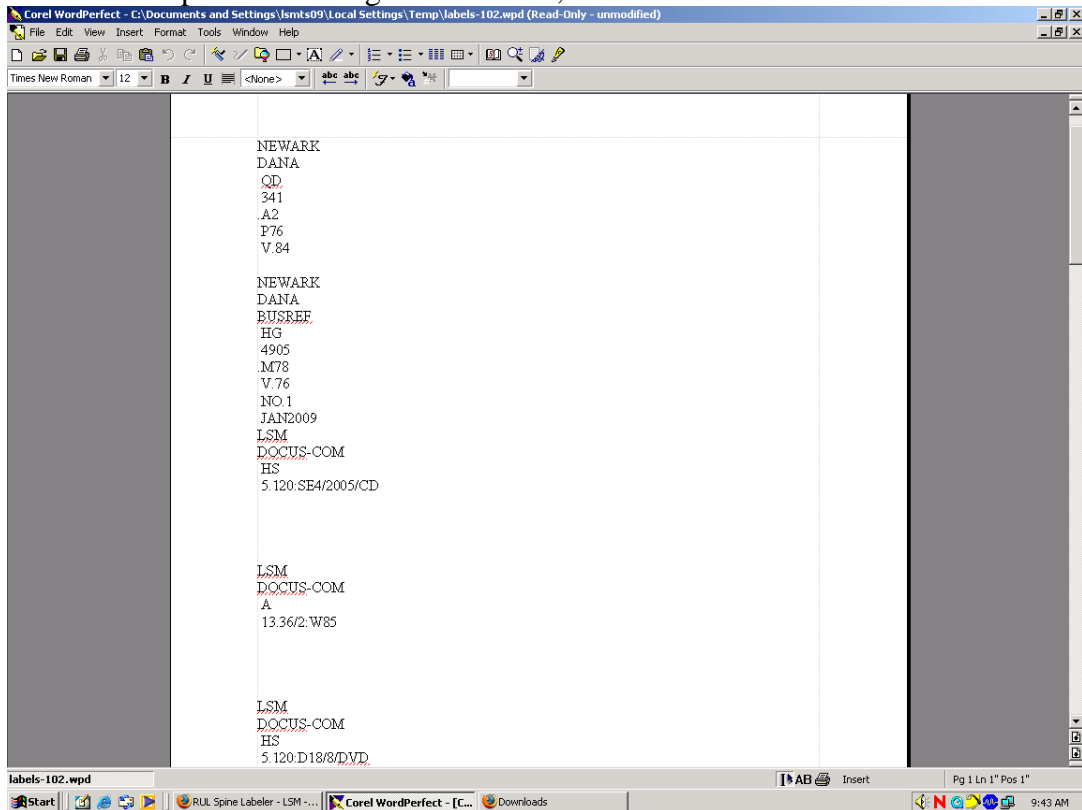 Corel WordPerfect - C:\Documents and Settings\lsmts09\Local Settings\Temp\labels-102.wpd (Read-Only - unmodified)
File Edit View Insert Format Tools Window Help
Times New Roman 12 B I U <None> abc abc
NEWARK
DANA
QD
341
.A2
P76
V.84
NEWARK
DANA
BUSREF
HG
4905
.M78
V.76
NO.1
JAN2009
LSM
DOCUS-COM
HS
5.120:SE4/2005/CD
LSM
DOCUS-COM
A
13.36/2:W85
LSM
DOCUS-COM
HS
5.120:D18/8/DVD
labels-102.wpd AB Insert Pg 1 Ln 1" Pos 1"
Start RUL Spine Labeler - LSM -... Corel WordPerfect - [C... Downloads 9:43 AM